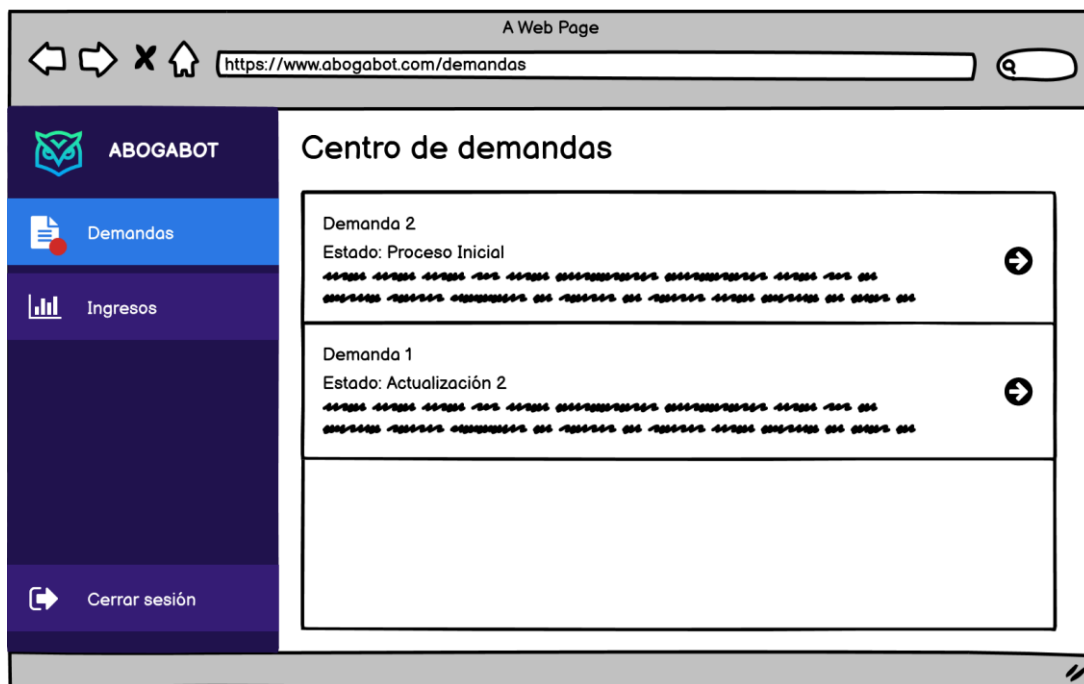 A Web Page
https://www.abogabot.com/demandas
ABOGABOT
Centro de demandas
Demandas
Ingresos
Cerrar sesión
Demanda 2
Estado: Proceso Inicial
Demanda 1
Estado: Actualización 2